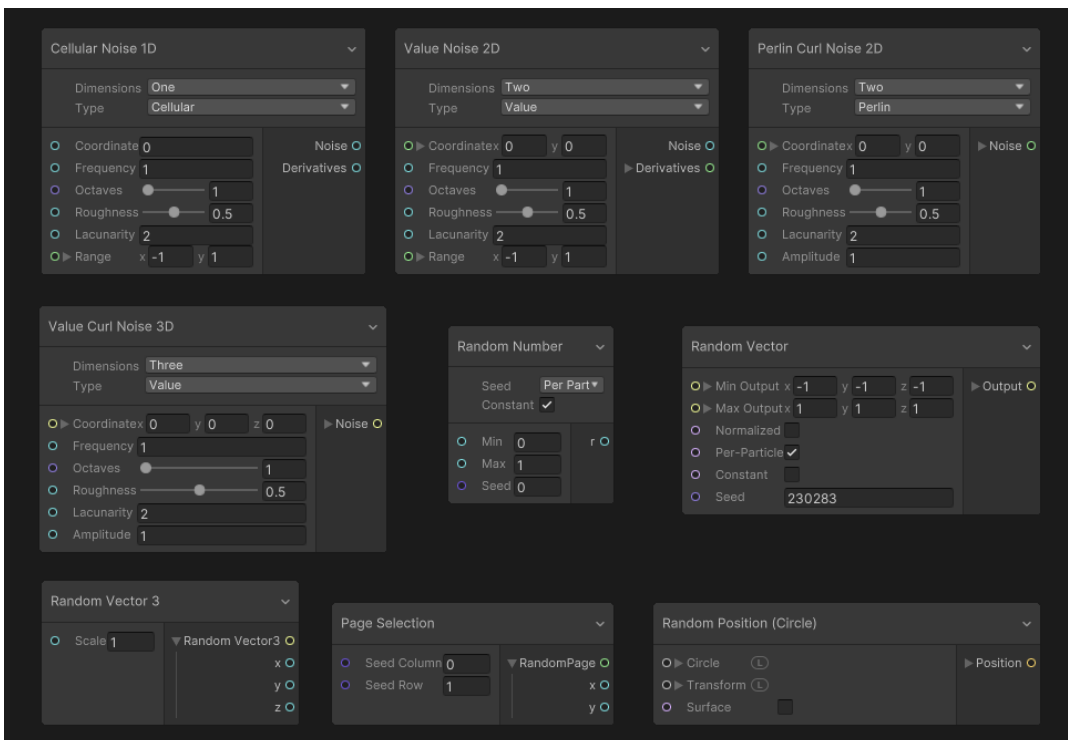 Cellular Noise 1D
Dimensions One
Type Cellular
Coordinate 0 Noise
Frequency 1 Derivatives
Octaves 1
Roughness 0.5
Lacunarity 2
Range x -1 y 1
Value Noise 2D
Dimensions Two
Type Value
Coordinate x 0 y 0 Noise
Frequency 1 Derivatives
Octaves 1
Roughness 0.5
Lacunarity 2
Range x -1 y 1
Perlin Curl Noise 2D
Dimensions Two
Type Perlin
Coordinate x 0 y 0 Noise
Frequency 1
Octaves 1
Roughness 0.5
Lacunarity 2
Amplitude 1
Value Curl Noise 3D
Dimensions Three
Type Value
Coordinate x 0 y 0 z 0 Noise
Frequency 1
Octaves 1
Roughness 0.5
Lacunarity 2
Amplitude 1
Random Number
Seed Per Part
Constant
Min 0 r
Max 1
Seed 0
Random Vector
Min Output x -1 y -1 z -1 Output
Max Output x 1 y 1 z 1
Normalized
Per-Particle
Constant
Seed 230283
Random Vector 3
Scale 1 Random Vector3
x
y
z
Page Selection
Seed Column 0 RandomPage
Seed Row 1 x
y
Random Position (Circle)
Circle L Position
Transform L
Surface